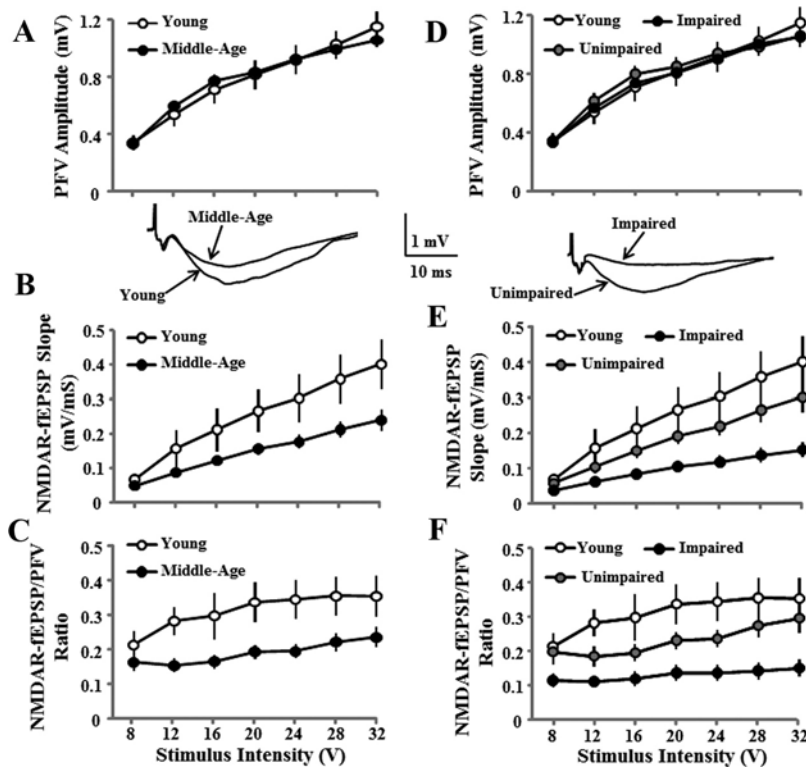 A
PFV Amplitude (mV)
1.2
0.8
0.4
0
Young
Middle-Age
D
PFV Amplitude (mV)
1.2
0.8
0.4
0
Young
Impaired
Unimpaired
Middle-Age
Young
1 mV
10 ms
Impaired
Unimpaired
B
NMDAR-fEPSP Slope
(mV/mS)
0.5
0.4
0.3
0.2
0.1
0
Young
Middle-Age
E
NMDAR-fEPSP
Slope (mV/mS)
0.5
0.4
0.3
0.2
0.1
0
Young
Impaired
Unimpaired
C
NMDAR-fEPSP/PFV
Ratio
0.5
0.4
0.3
0.2
0.1
0
Young
Middle-Age
8 12 16 20 24 28 32
Stimulus Intensity (V)
F
NMDAR-fEPSP/PFV
Ratio
0.5
0.4
0.3
0.2
0.1
0
Young
Impaired
Unimpaired
8 12 16 20 24 28 32
Stimulus Intensity (V)